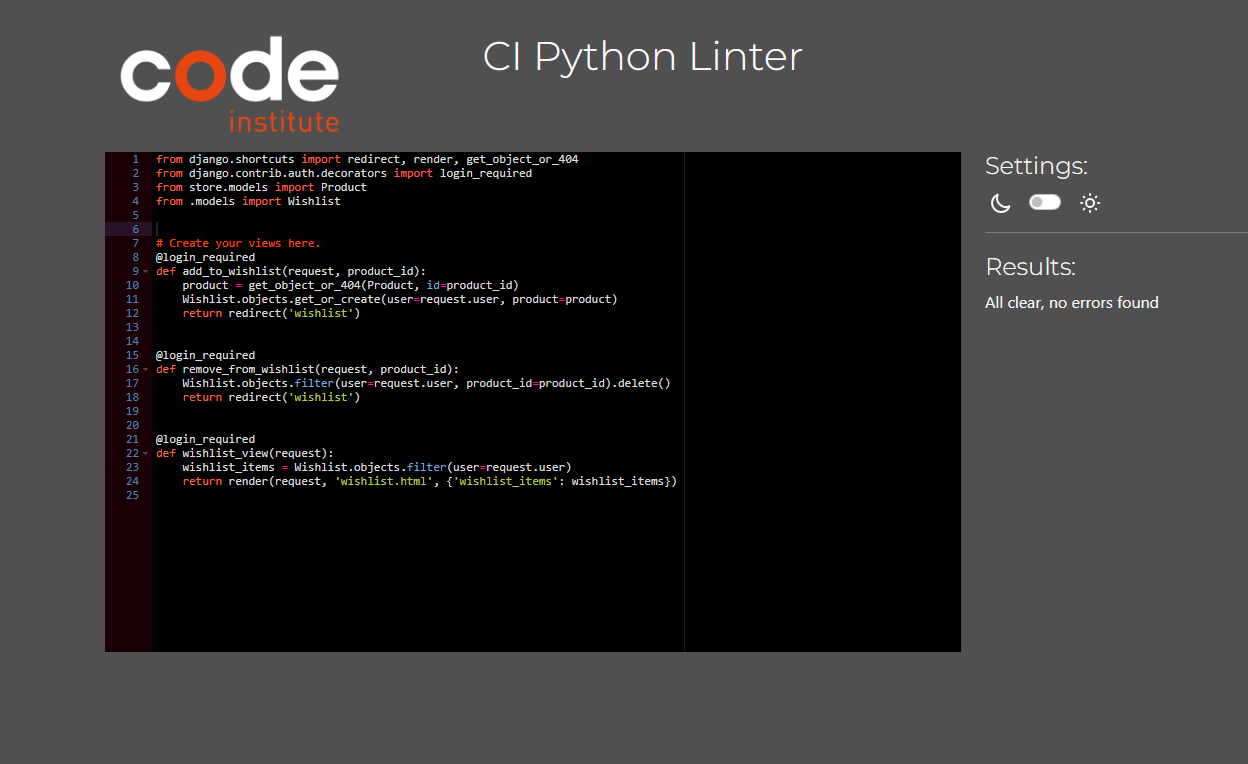 code
institute
CI Python Linter
1 from django.shortcuts import redirect, render, get_object_or_404
2 from django.contrib.auth.decorators import login_required
3 from store.models import Product
4 from .models import Wishlist
5
6
7 # Create your views here.
8 @login_required
9 def add_to_wishlist(request, product_id):
10     product = get_object_or_404(Product, id=product_id)
11     Wishlist.objects.get_or_create(user=request.user, product=product)
12     return redirect('wishlist')
13
14
15 @login_required
16 def remove_from_wishlist(request, product_id):
17     Wishlist.objects.filter(user=request.user, product_id=product_id).delete()
18     return redirect('wishlist')
19
20
21 @login_required
22 def wishlist_view(request):
23     wishlist_items = Wishlist.objects.filter(user=request.user)
24     return render(request, 'wishlist.html', {'wishlist_items': wishlist_items})
25
Settings:
Results:
All clear, no errors found